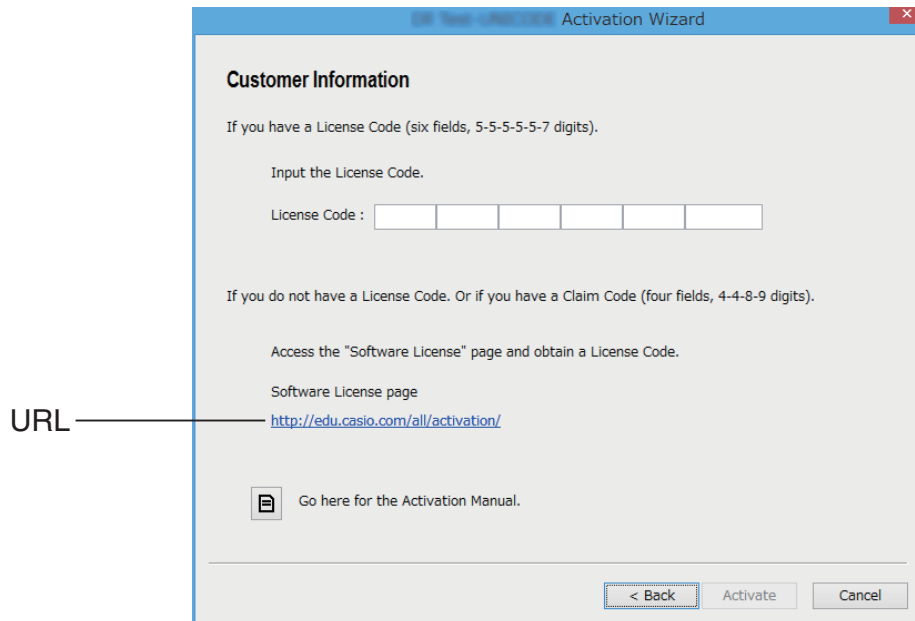 Activation Wizard
Customer Information
If you have a License Code (six fields, 5-5-5-5-5-7 digits).
Input the License Code.
License Code :
If you do not have a License Code. Or if you have a Claim Code (four fields, 4-4-8-9 digits).
Access the "Software License" page and obtain a License Code.
Software License page
URL
http://edu.casio.com/all/activation/
Go here for the Activation Manual.
< Back
Activate
Cancel